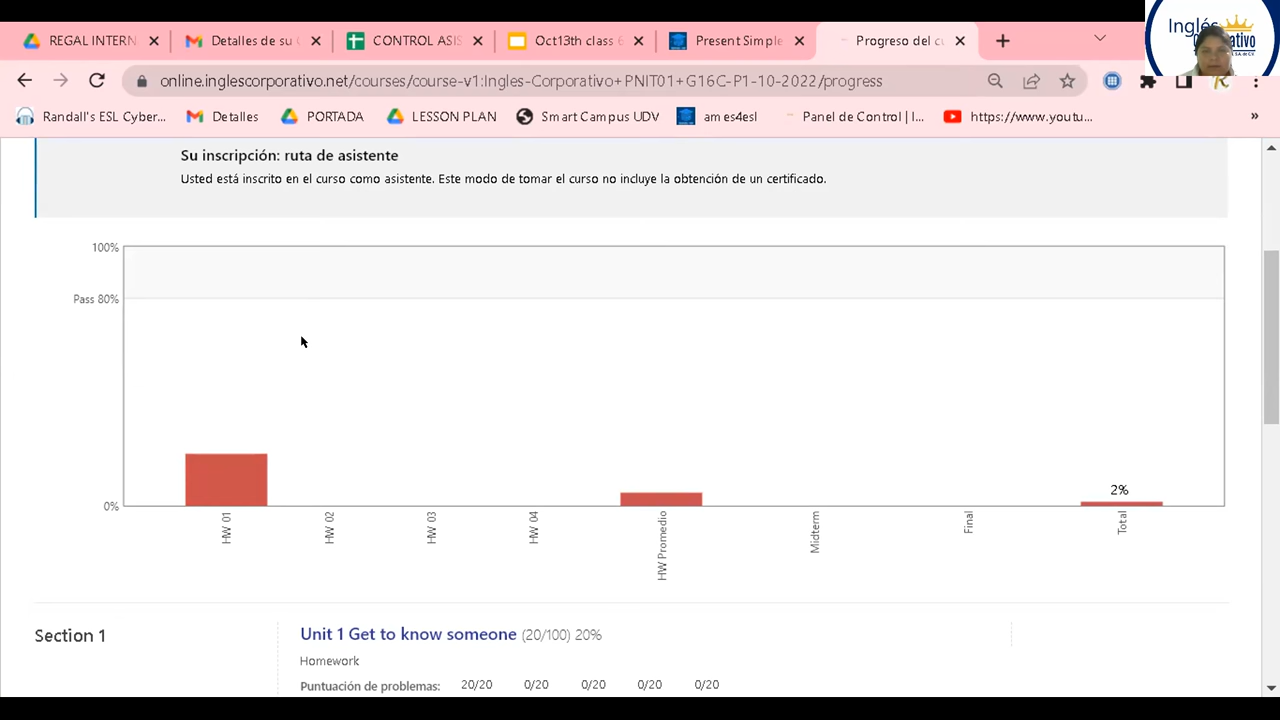 REGAL INTERN
Detalles de su
CONTROL ASIS
Oct13th class 6
Present Simple
Progreso del cu
Inglés
online.inglescorporativo.net/courses/course-v1:Ingles-Corporativo+PNIT01+G16C-P1-10-2022/progress
Randall's ESL Cyber...
Detalles
PORTADA
LESSON PLAN
Smart Campus UDV
am es4esl
Panel de Control | I...
https://www.youtu...
»
Su inscripción: ruta de asistente
Usted está inscrito en el curso como asistente. Este modo de tomar el curso no incluye la obtención de un certificado.
100%
Pass 80%
0%
2%
HW 01
HW 02
HW 03
HW 04
HW Promedio
Midterm
Final
Total
Section 1
Unit 1 Get to know someone (20/100) 20%
Homework
Puntuación de problemas: 20/20 0/20 0/20 0/20 0/20